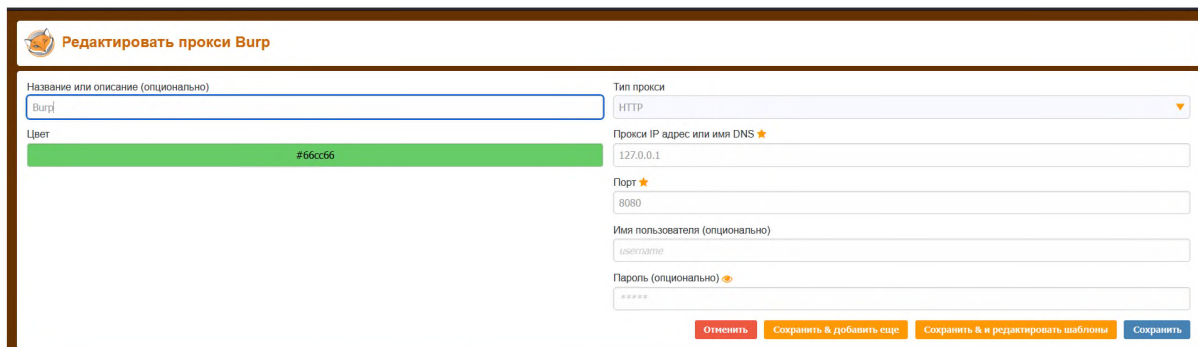 Редактировать прокси Burp
Название или описание (опционально)
Burp
Цвет
#66cc66
Тип прокси
HTTP
Прокси IP адрес или имя DNS
127.0.0.1
Порт
8080
Имя пользователя (опционально)
username
Пароль (опционально)
*****
Отменить
Сохранить & добавить еще
Сохранить & и редактировать шаблоны
Сохранить